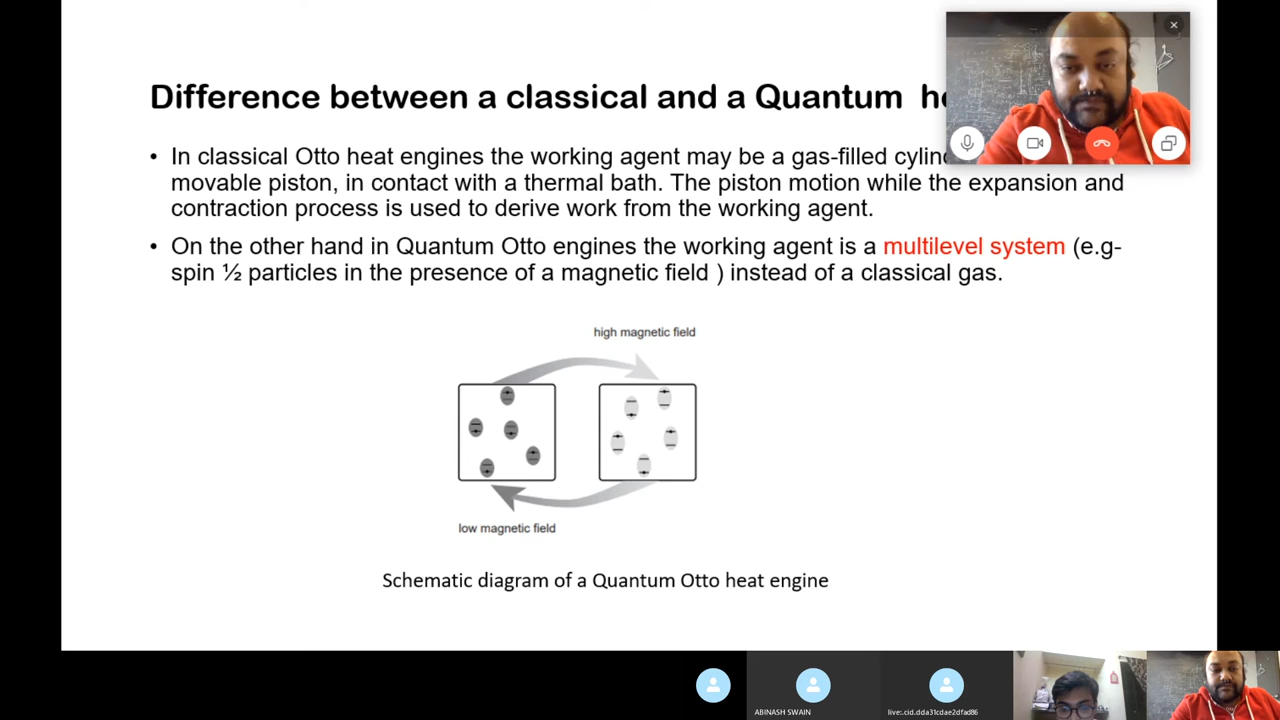 Difference between a classical and a Quantum
• In classical Otto heat engines the working agent may be a gas-filled
movable piston, in contact with a thermal bath. The piston motion while the expansion and
contraction process is used to derive work from the working agent.
• On the other hand in Quantum Otto engines the working agent is a multilevel system (e.g-
spin ½ particles in the presence of a magnetic field ) instead of a classical gas.
high magnetic field
low magnetic field
Schematic diagram of a Quantum Otto heat engine
ABINASH SWAIN
live:.cid.dda31cdae2dfad86